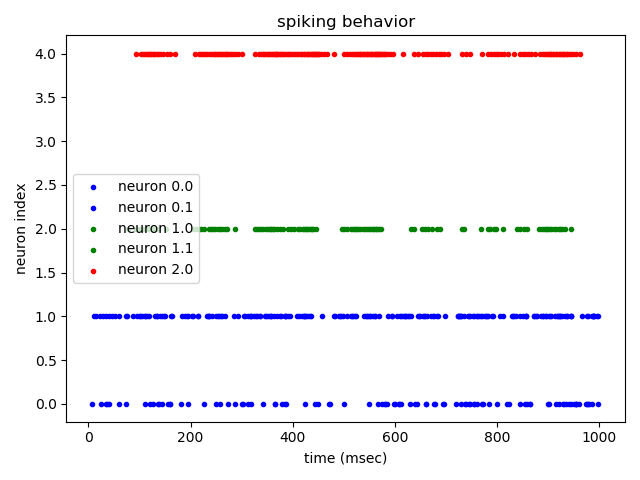 spiking behavior
4.0
3.5
3.0
2.5
2.0
1.5
1.0
0.5
0.0
neuron index
neuron 0.0
neuron 0.1
neuron 1.0
neuron 1.1
neuron 2.0
0 200 400 600 800 1000
time (msec)